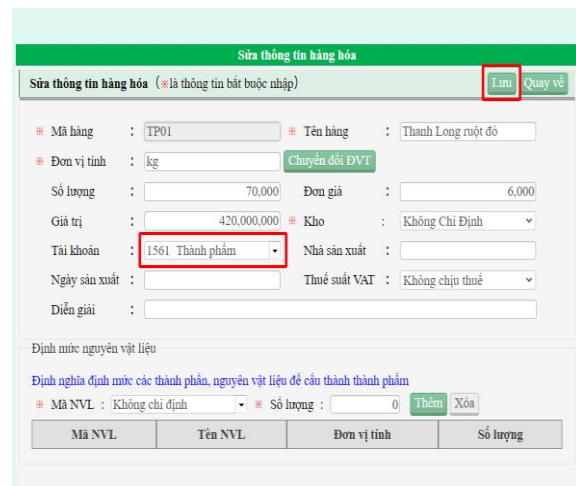 Sửa thông tin hàng hóa
Sửa thông tin hàng hóa (※là thông tin bắt buộc nhập) Lưu Quay về
※ Mã hàng : TP01 ※ Tên hàng : Thanh Long ruột đỏ
※ Đơn vị tính : kg Chuyển đổi ĐVT
Số lượng : 70,000 Đơn giá : 6,000
Giá trị : 420,000,000 ※ Kho : Không Chỉ Định
Tài khoản : 1561 Thành phẩm Nhà sản xuất :
Ngày sản xuất : Thuế suất VAT : Không chịu thuế
Diễn giải :
Định mức nguyên vật liệu
Định nghĩa định mức các thành phần, nguyên vật liệu để cấu thành thành phẩm
※ Mã NVL : Không chỉ định ※ Số lượng : 0 Thêm Xóa
Mã NVL Tên NVL Đơn vị tính Số lượng